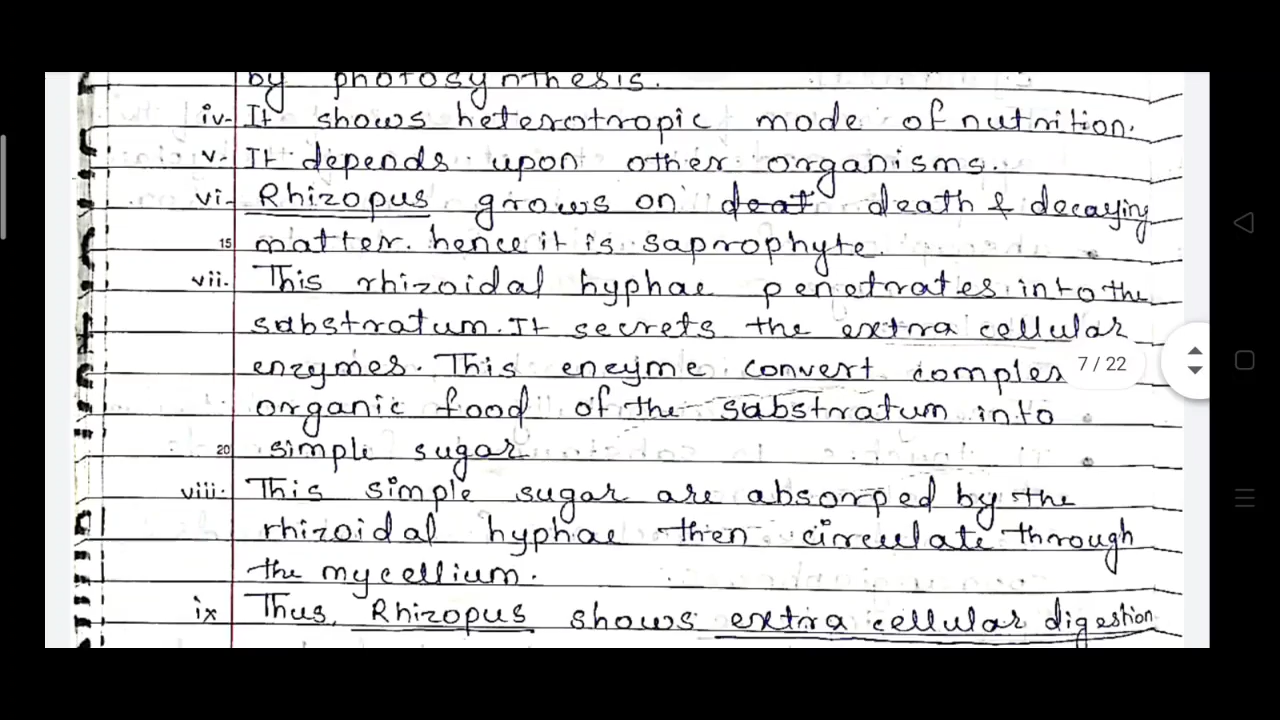 by photosynthesis.
iv- It shows heterotropic mode of nutrition.
v- It depends upon other organisms.
vi- Rhizopus grows on deat death & decaying
15 matter. hence it is saprophyte.
vii. This rhizoidal hyphae penetrates into the
substratum. It secrets the extra cellular
enzymes. This enzyme convert complex
7 / 22
organic food of the substratum into
20 simple sugar
viii. This simple sugar are absorped by the
rhizoidal hyphae then circulate through
the mycellium.
ix Thus, Rhizopus shows extra cellular digestion